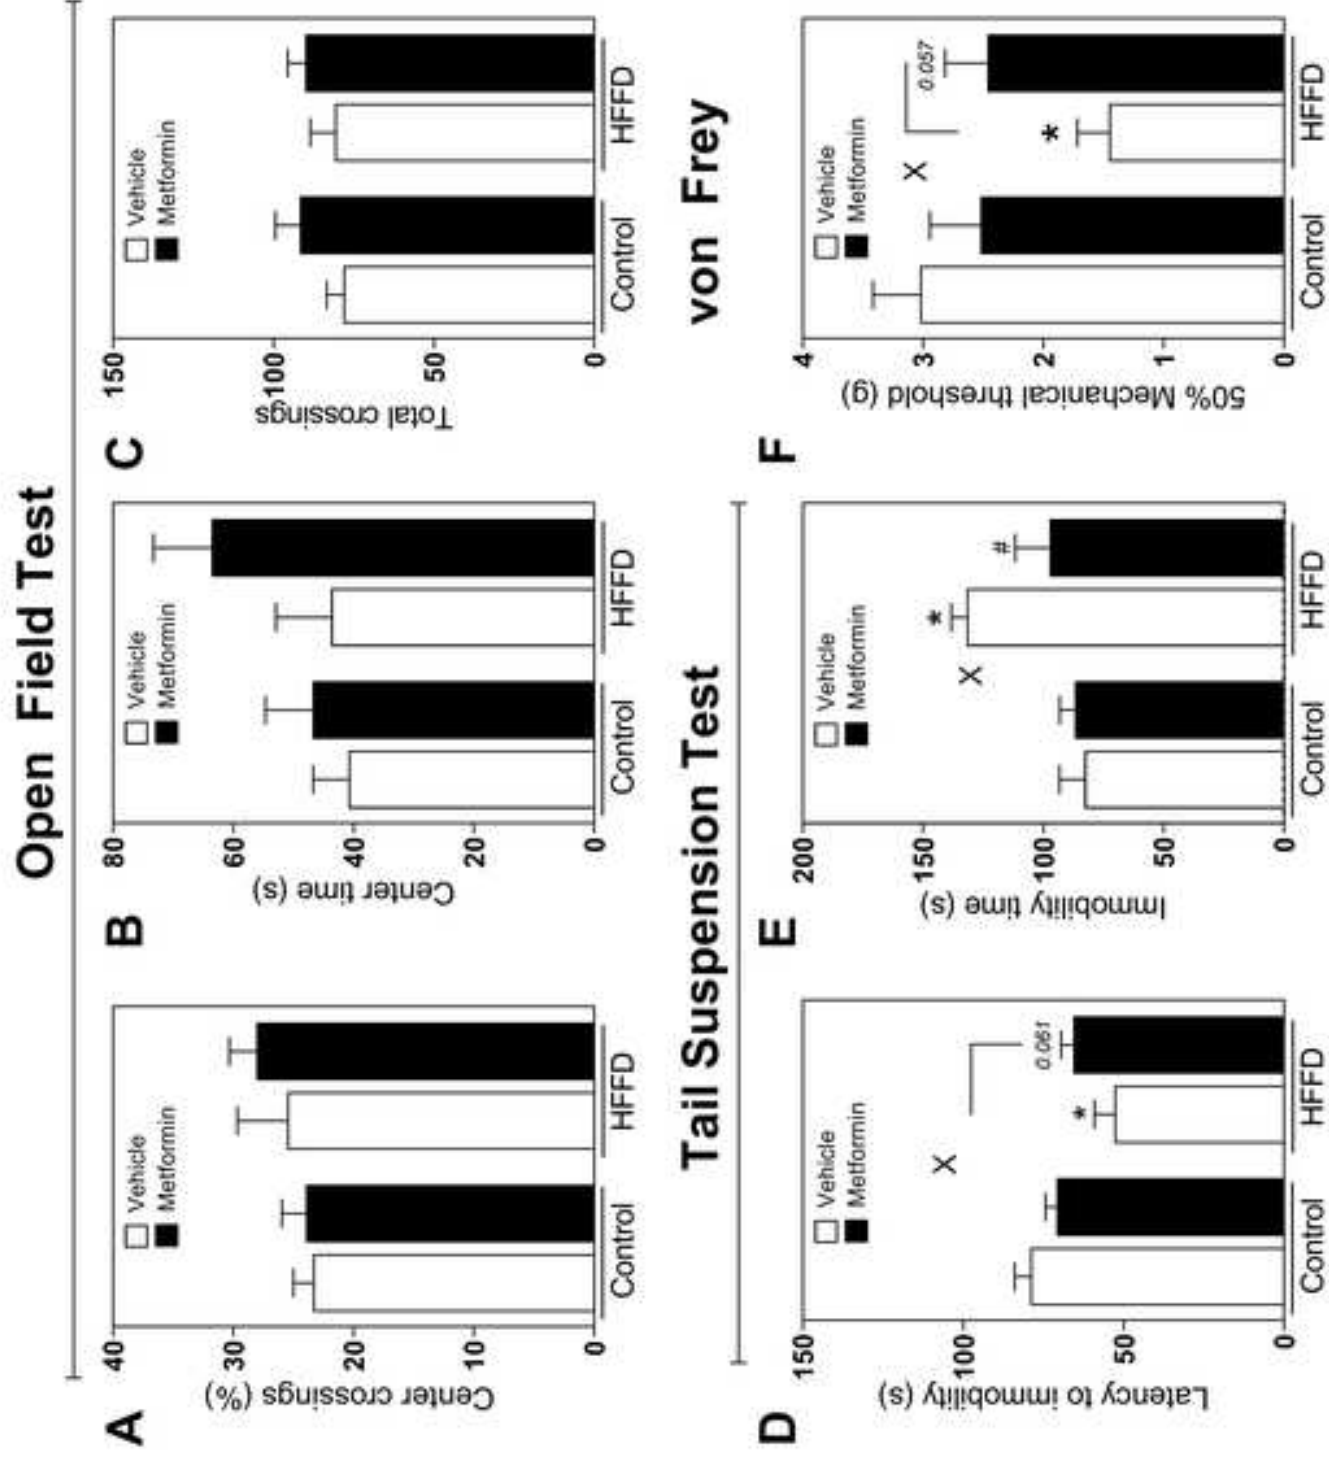 Open Field Test
A
Center crossings (%)
40
30
20
10
0
Vehicle
Metformin
Control
HFFD
B
Center time (s)
80
60
40
20
0
Vehicle
Metformin
Control
HFFD
C
Total crossings
150
100
50
0
Vehicle
Metformin
Control
HFFD
Tail Suspension Test
D
Latency to immobility (s)
150
100
50
0
Vehicle
Metformin
X
*
0.061
Control
HFFD
E
Immobility time (s)
200
150
100
50
0
Vehicle
Metformin
X
*
#
Control
HFFD
von Frey
F
50% Mechanical threshold (g)
4
3
2
1
0
Vehicle
Metformin
X
*
0.057
Control
HFFD